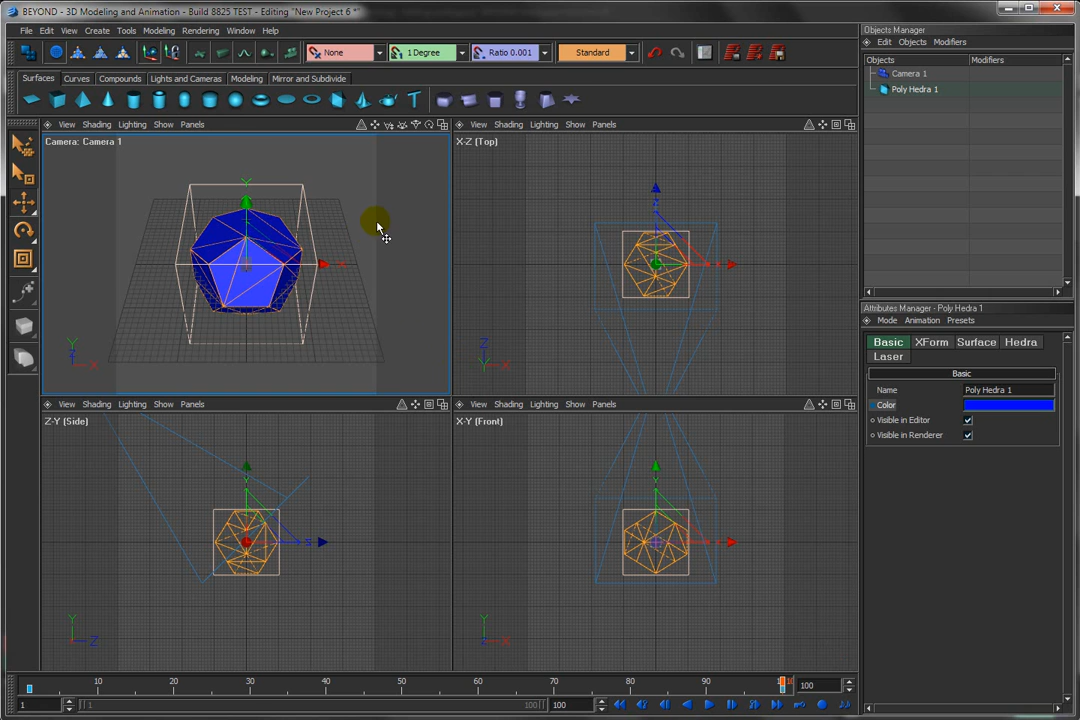 BEYOND - 3D Modeling and Animation - Build 8825 TEST - Editing "New Project 6 *"
File Edit View Create Tools Modeling Rendering Window Help
None 1 Degree Ratio 0.001 Standard
Surfaces Curves Compounds Lights and Cameras Modeling Mirror and Subdivide
View Shading Lighting Show Panels
Camera: Camera 1
Y
X
Y
Z
X
View Shading Lighting Show Panels
X-Z (Top)
Z
X
Z
Y
X
View Shading Lighting Show Panels
Z-Y (Side)
Y
Z
Y
Z
View Shading Lighting Show Panels
X-Y (Front)
Y
X
Y
Z
X
Objects Manager
Edit Objects Modifiers
Objects Modifiers
Camera 1
Poly Hedra 1
Attributes Manager - Poly Hedra 1
Mode Animation Presets
Basic XForm Surface Hedra
Laser
Basic
Name Poly Hedra 1
Color
Visible in Editor
Visible in Renderer
10 20 30 40 50 60 70 80 90 100
1 1 100 100